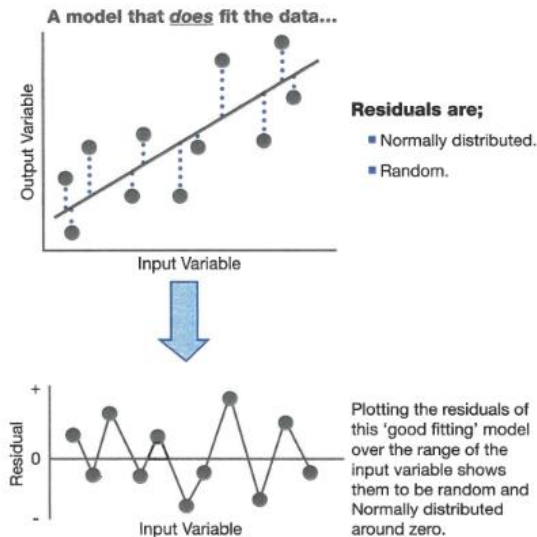 A model that does fit the data...
Output Variable
Input Variable
Residuals are;
Normally distributed.
Random.
+
0
-
Residual
Input Variable
Plotting the residuals of
this 'good fitting' model
over the range of the
input variable shows
them to be random and
Normally distributed
around zero.